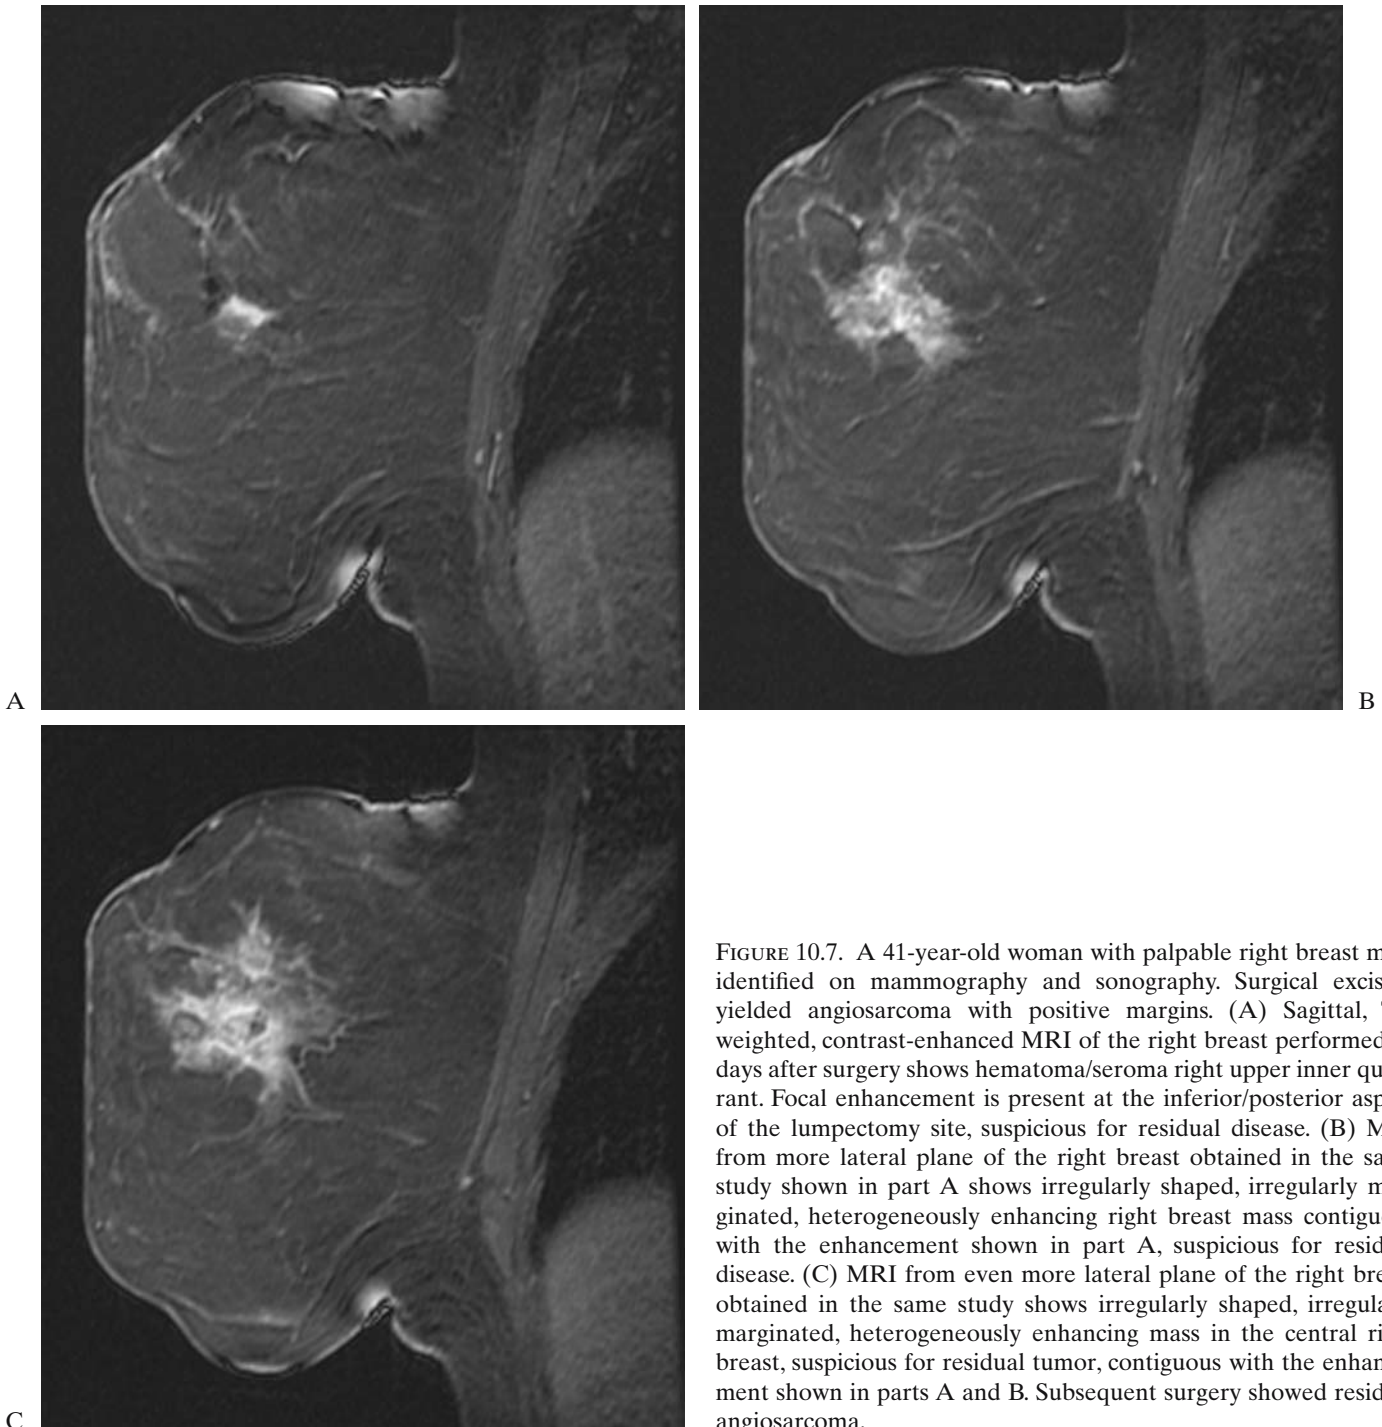 A
B
C
FIGURE 10.7. A 41-year-old woman with palpable right breast m
identified on mammography and sonography. Surgical excis
yielded angiosarcoma with positive margins. (A) Sagittal,
weighted, contrast-enhanced MRI of the right breast performed
days after surgery shows hematoma/seroma right upper inner qu
rant. Focal enhancement is present at the inferior/posterior asp
of the lumpectomy site, suspicious for residual disease. (B) M
from more lateral plane of the right breast obtained in the sa
study shown in part A shows irregularly shaped, irregularly m
ginated, heterogeneously enhancing right breast mass contigu
with the enhancement shown in part A, suspicious for resid
disease. (C) MRI from even more lateral plane of the right bre
obtained in the same study shows irregularly shaped, irregula
marginated, heterogeneously enhancing mass in the central ri
breast, suspicious for residual tumor, contiguous with the enhan
ment shown in parts A and B. Subsequent surgery showed resid
angiosarcoma.